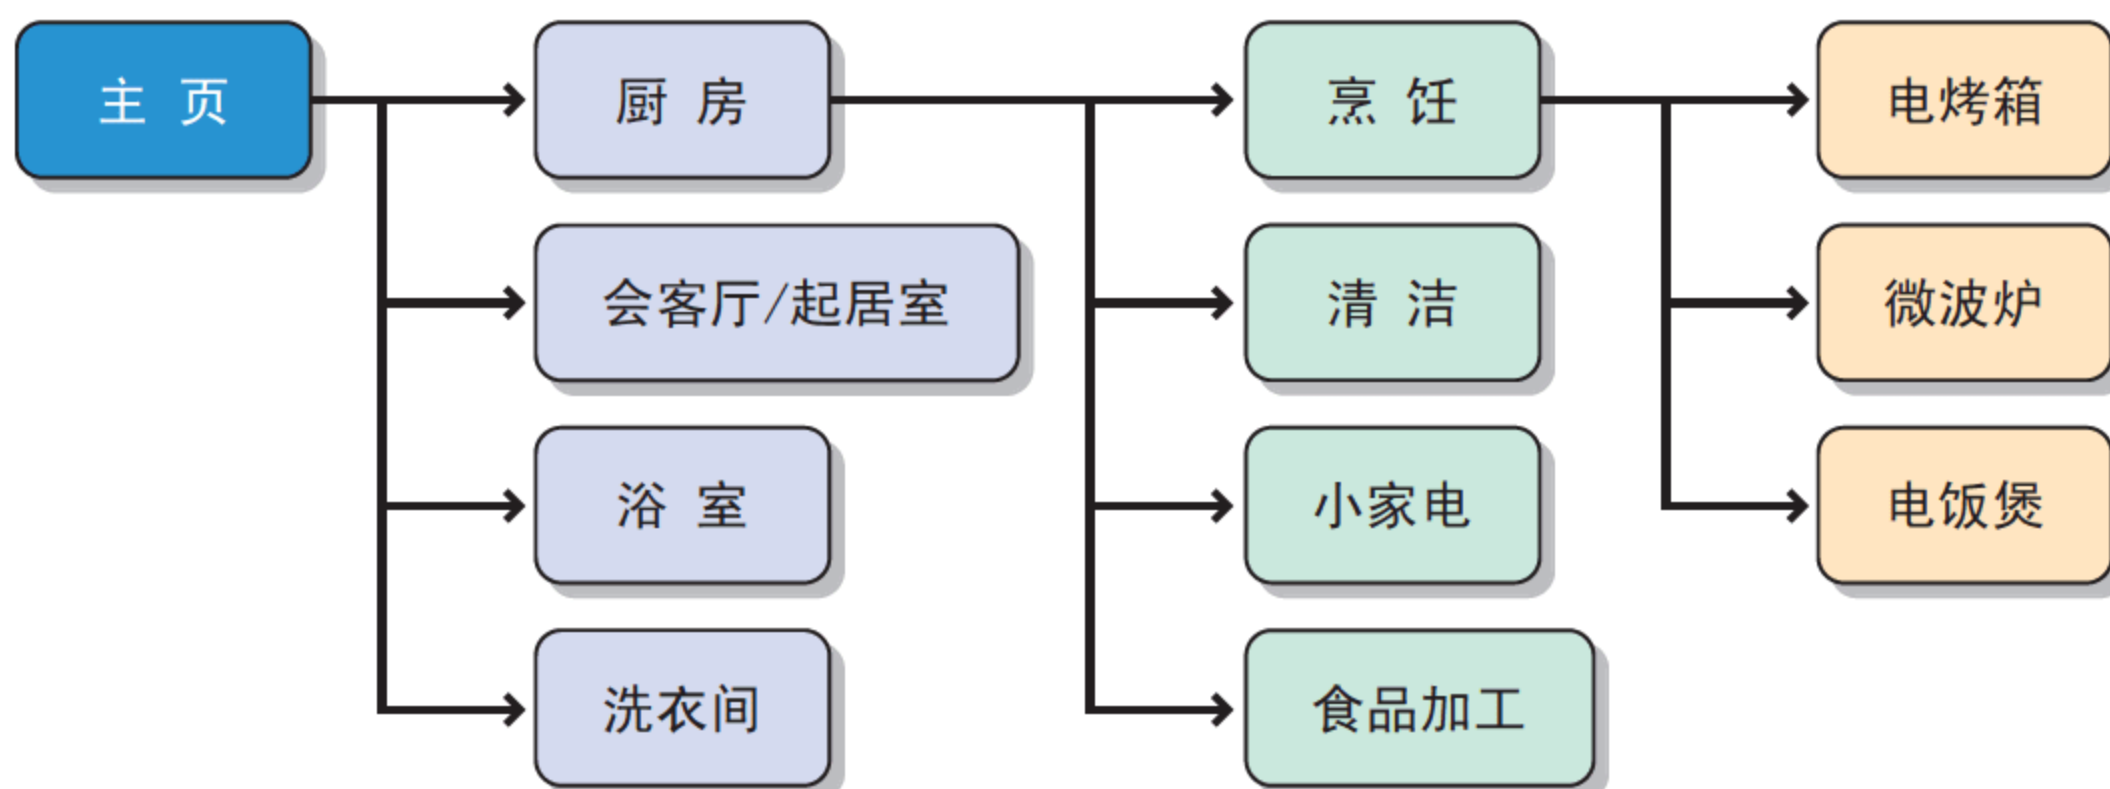 主页
厨房
烹饪
电烤箱
会客厅/起居室
清洁
微波炉
浴室
小家电
电饭煲
洗衣间
食品加工